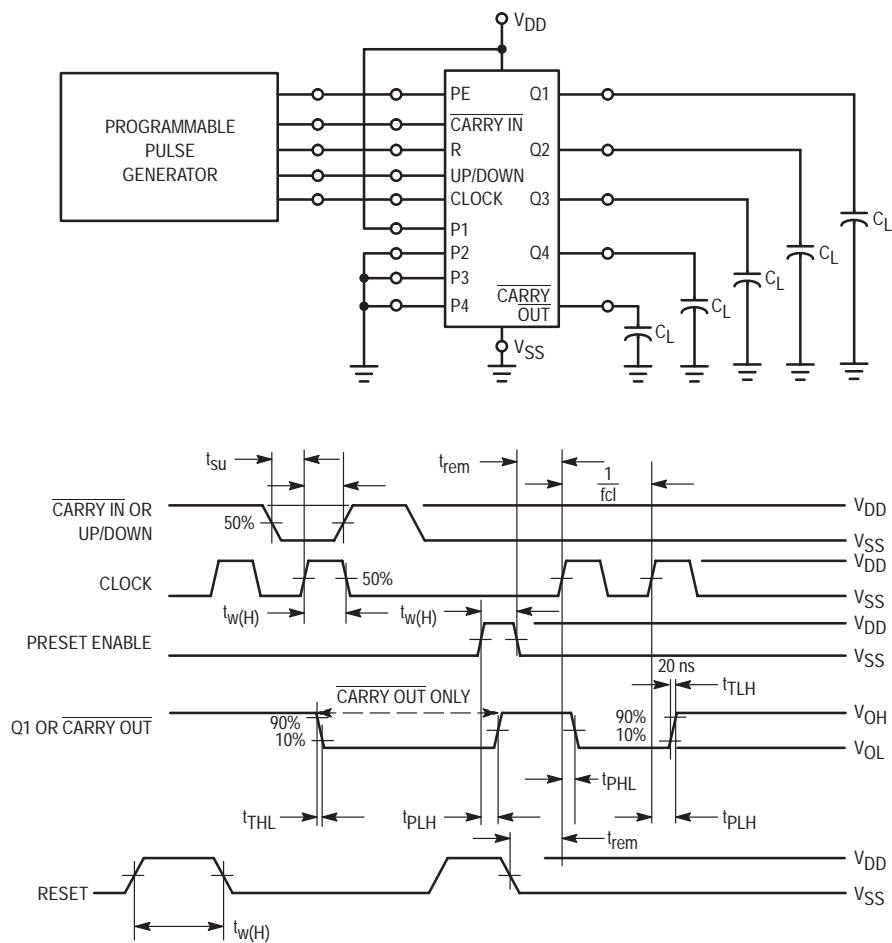 VDD
PROGRAMMABLE
PULSE
GENERATOR
PE
CARRY IN
R
UP/DOWN
CLOCK
P1
P2
P3
P4
Q1
Q2
Q3
Q4
CARRY
OUT
VSS
CL
CL
CL
CL
CL
tsu
trem
1
fcl
CARRY IN OR
UP/DOWN
50%
VDD
VSS
CLOCK
50%
VDD
VSS
tw(H)
tw(H)
PRESET ENABLE
VDD
VSS
20 ns
tTLH
CARRY OUT ONLY
Q1 OR CARRY OUT
90%
10%
90%
10%
VOH
VOL
tPHL
tTHL
tPLH
tPLH
trem
RESET
VDD
VSS
tw(H)